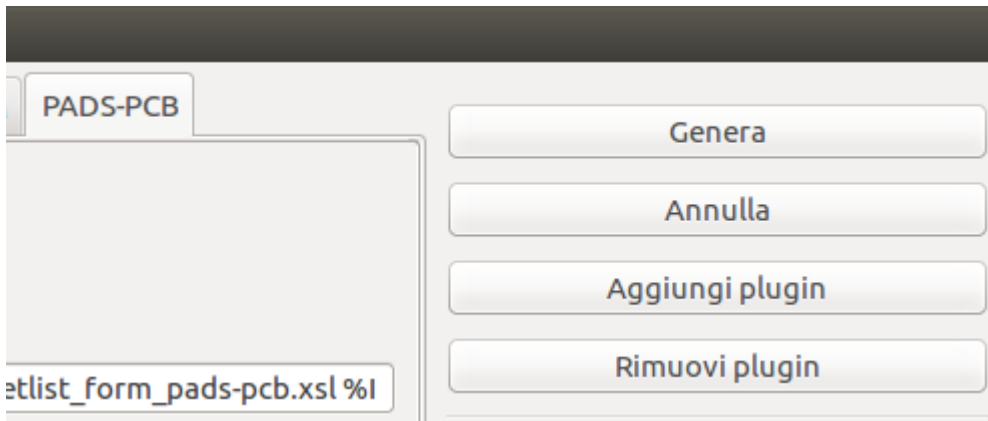 PADS-PCB
Genera
Annulla
Aggiungi plugin
Rimuovi plugin
etlist_form_pads-pcb.xsl %I